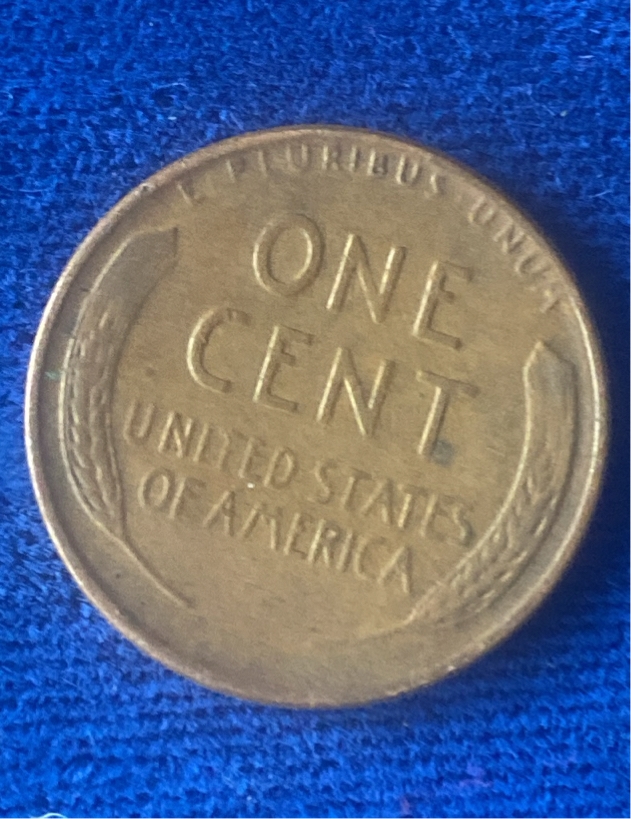 E PLURIBUS UNUM
ONE
CENT
UNITED STATES
OF AMERICA